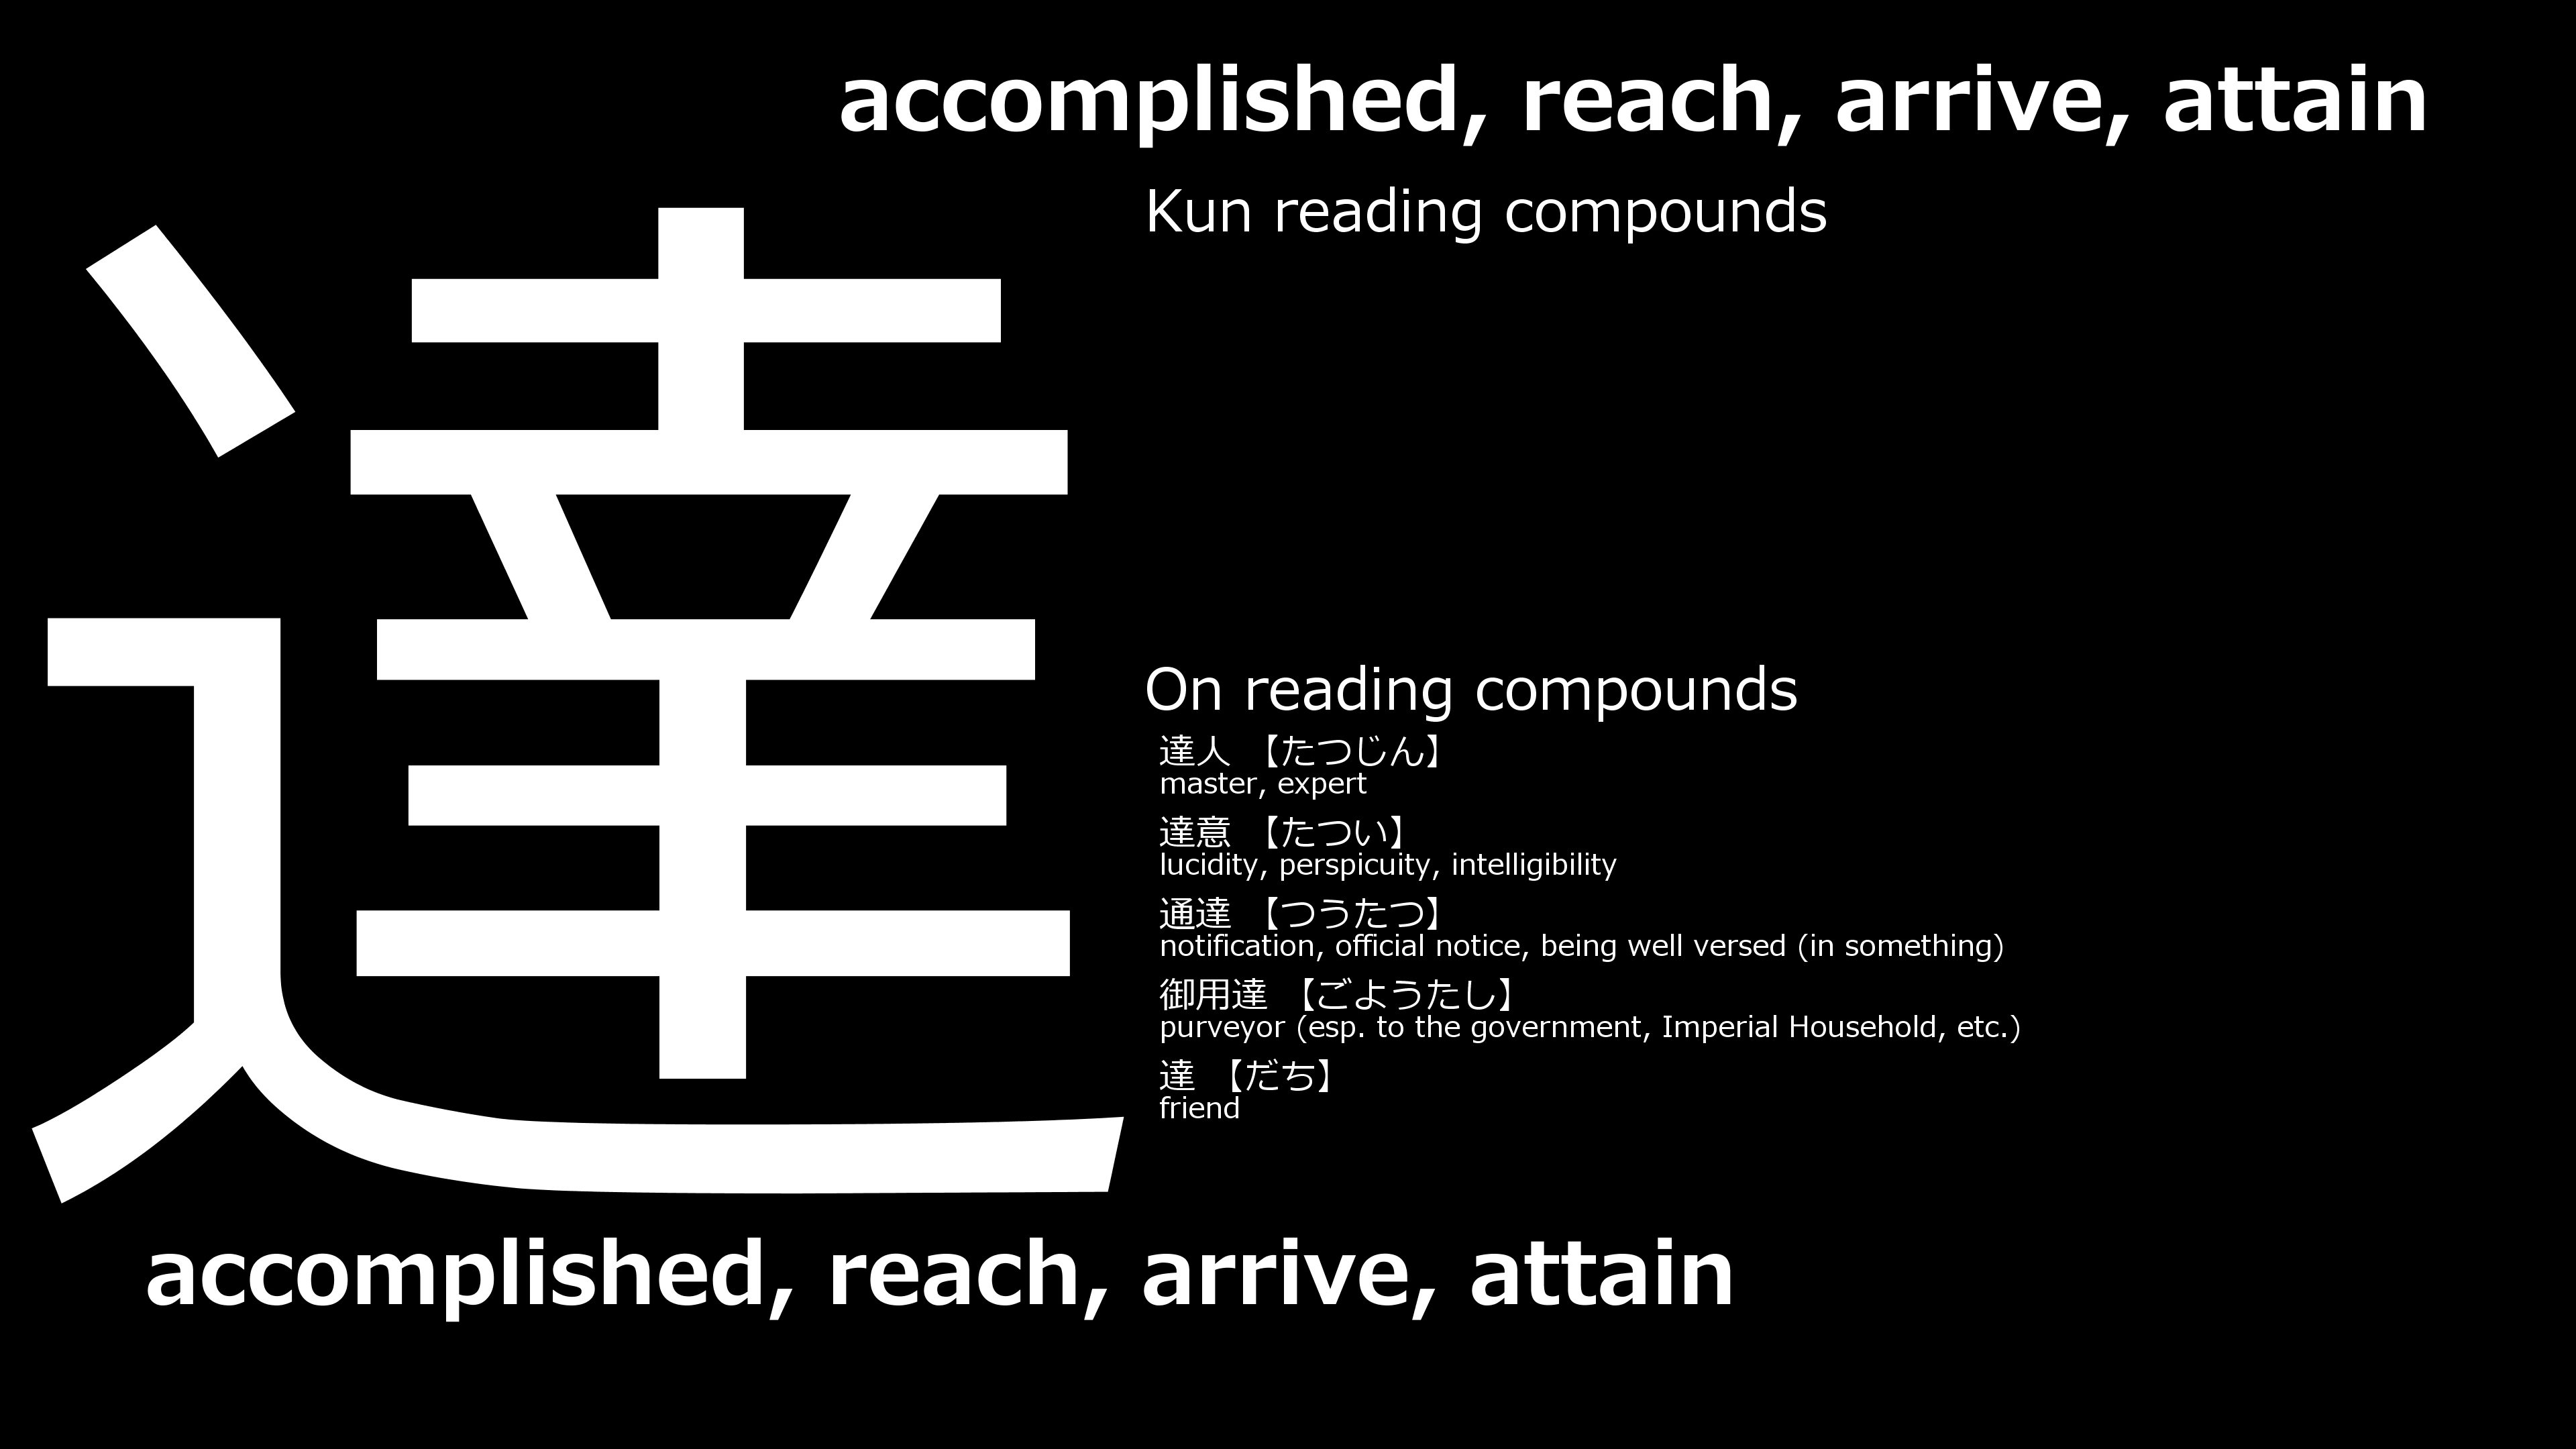 accomplished, reach, arrive, attain
達
Kun reading compounds
On reading compounds
達人 【たつじん】
master, expert
達意 【たつい】
lucidity, perspicuity, intelligibility
通達 【つうたつ】
notification, official notice, being well versed (in something)
御用達 【ごようたし】
purveyor (esp. to the government, Imperial Household, etc.)
達 【だち】
friend
accomplished, reach, arrive, attain